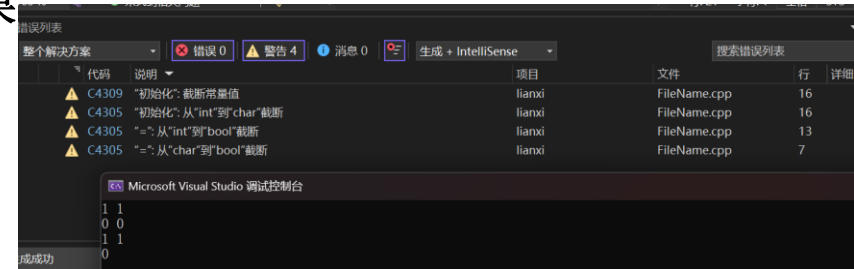 错误列表
整个解决方案 错误 0 警告 4 消息 0 生成 + IntelliSense 搜索错误列表
代码 说明 项目 文件 行 详细
C4309 "初始化": 截断常量值 lianxi FileName.cpp 16
C4305 "初始化": 从"int"到"char"截断 lianxi FileName.cpp 16
C4305 "=": 从"int"到"bool"截断 lianxi FileName.cpp 13
C4305 "=": 从"char"到"bool"截断 lianxi FileName.cpp 7
Microsoft Visual Studio 调试控制台
1 1
0 0
1 1
0
生成成功